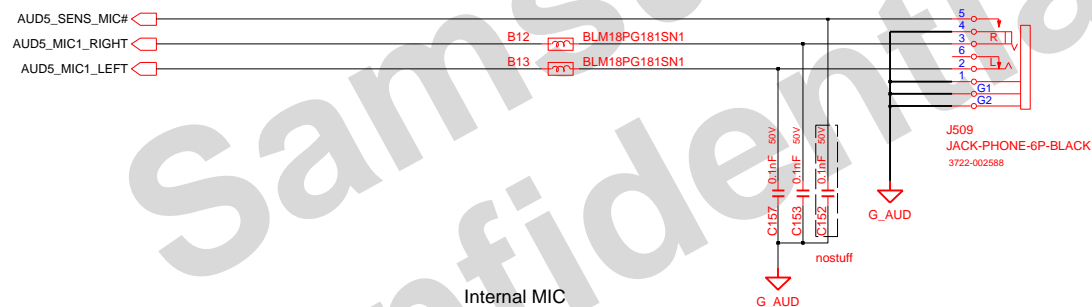 AUD5_SENS_MIC#
5
4
B12
BLM18PG181SN1
R
AUD5_MIC1_RIGHT
3
6
B13
BLM18PG181SN1
L
AUD5_MIC1_LEFT
2
1
G1
G2
J509
JACK-PHONE-6P-BLACK
3722-002588
0.1nF 50V
0.1nF 50V
0.1nF 50V
C157
C153
C152
G_AUD
nostuff
Internal MIC
G_AUD
Samsung
Confidential